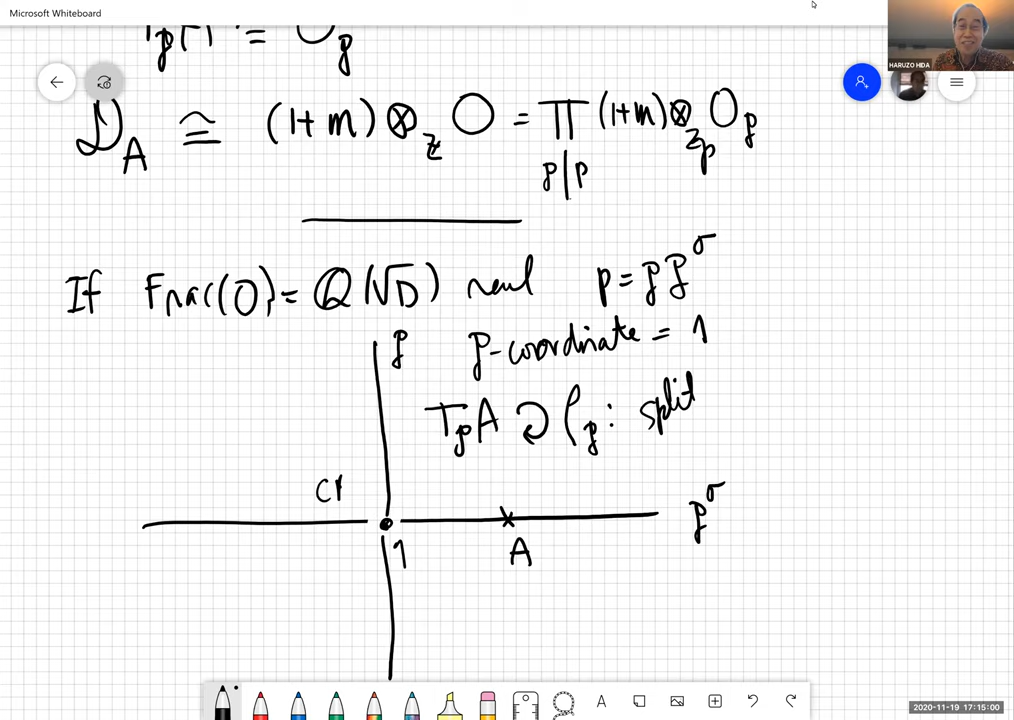 Microsoft Whiteboard
HARUZO HIDA
𝒟_A ≅ (1+m) ⊗_Z O = ∏_{𝔭|p} (1+m) ⊗_{Z_p} O_𝔭
If Frac(O) = Q(√D) real p = 𝔭𝔭^σ
𝔭 𝔭-coordinate = 1
T_𝔭A ⟲ ρ_𝔭: split
𝔭^σ
1 A
A
2020-11-19 17:15:00